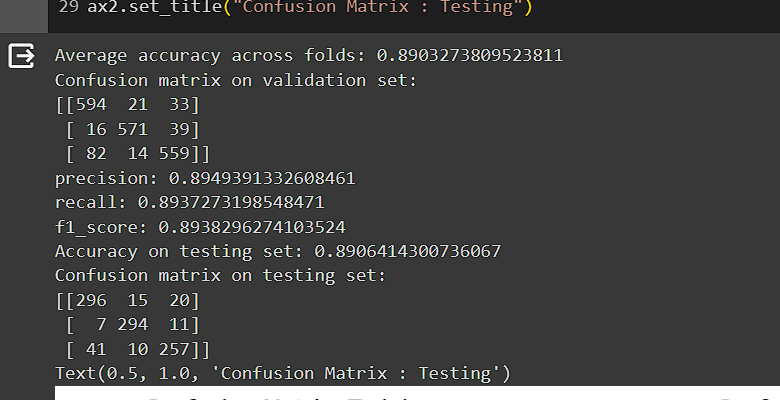 29 ax2.set_title("Confusion Matrix : Testing")
Average accuracy across folds: 0.8903273809523811
Confusion matrix on validation set:
[[594  21  33]
 [ 16 571  39]
 [ 82  14 559]]
precision: 0.8949391332608461
recall: 0.8937273198548471
f1_score: 0.8938296274103524
Accuracy on testing set: 0.8906414300736067
Confusion matrix on testing set:
[[296  15  20]
 [  7 294  11]
 [ 41  10 257]]
Text(0.5, 1.0, 'Confusion Matrix : Testing')